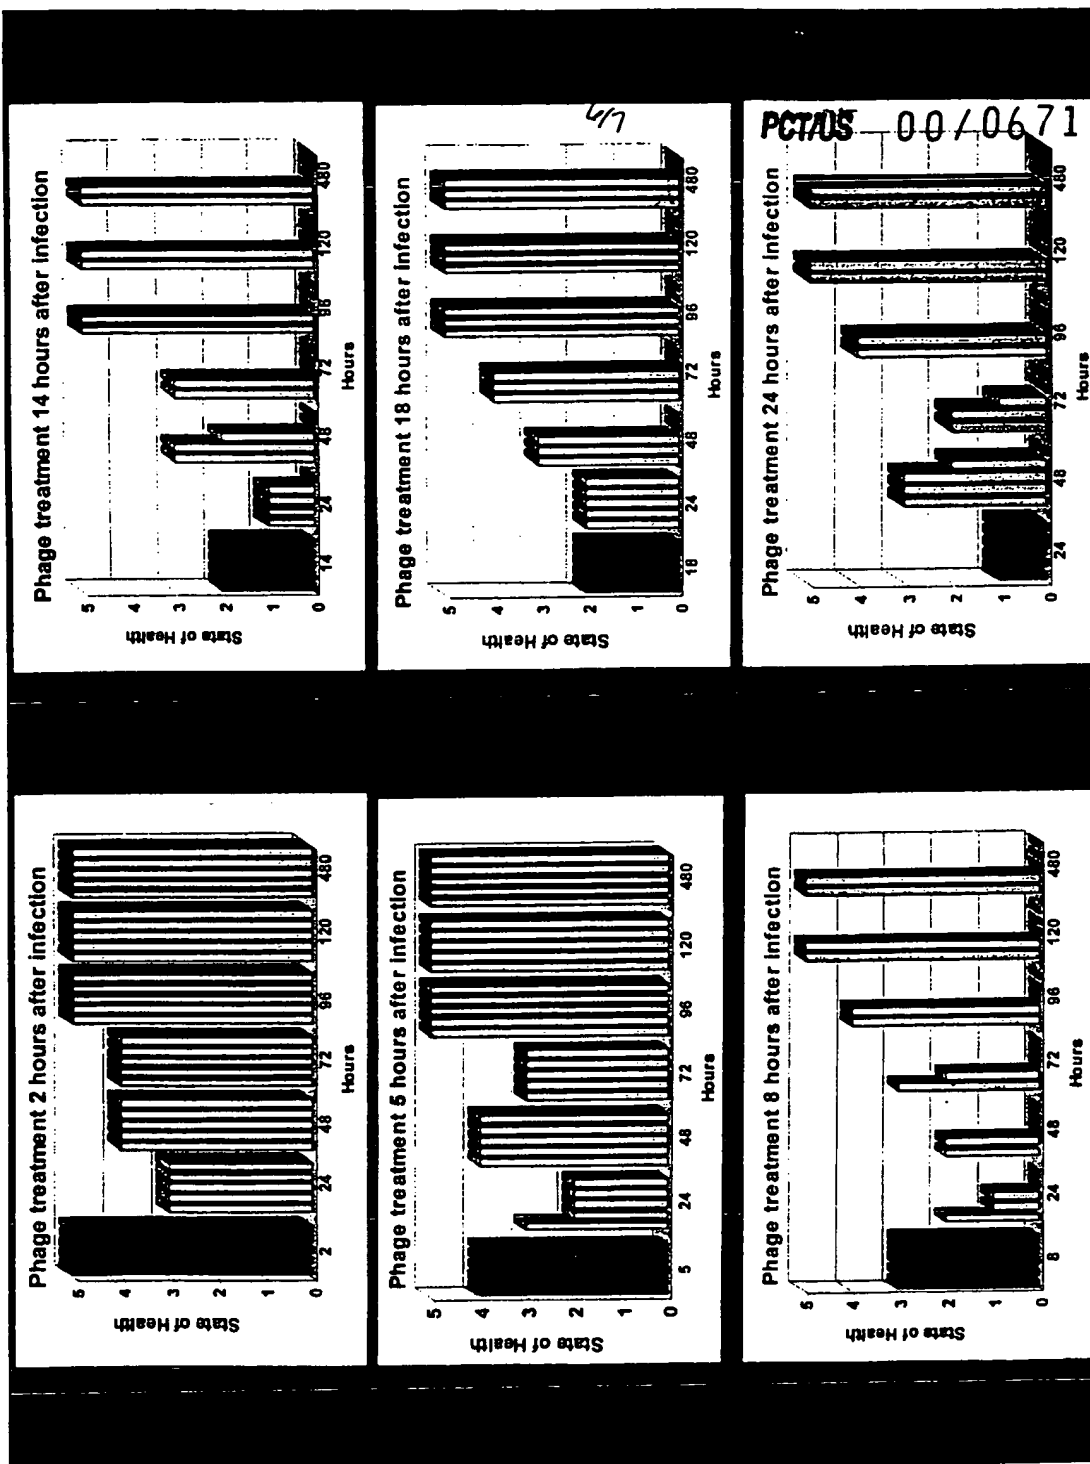 4/7
PCT/US 00/0671
Phage treatment 2 hours after infection
State of Health
5
4
3
2
1
0
2 24 48 72 96 120 480
Hours
Phage treatment 14 hours after infection
State of Health
5
4
3
2
1
0
14 24 48 72 96 120 480
Hours
Phage treatment 5 hours after infection
State of Health
5
4
3
2
1
0
5 24 48 72 96 120 480
Hours
Phage treatment 18 hours after infection
State of Health
5
4
3
2
1
0
18 24 48 72 96 120 480
Hours
Phage treatment 8 hours after infection
State of Health
5
4
3
2
1
0
8 24 48 72 96 120 480
Hours
Phage treatment 24 hours after infection
State of Health
5
4
3
2
1
0
24 48 72 96 120 480
Hours